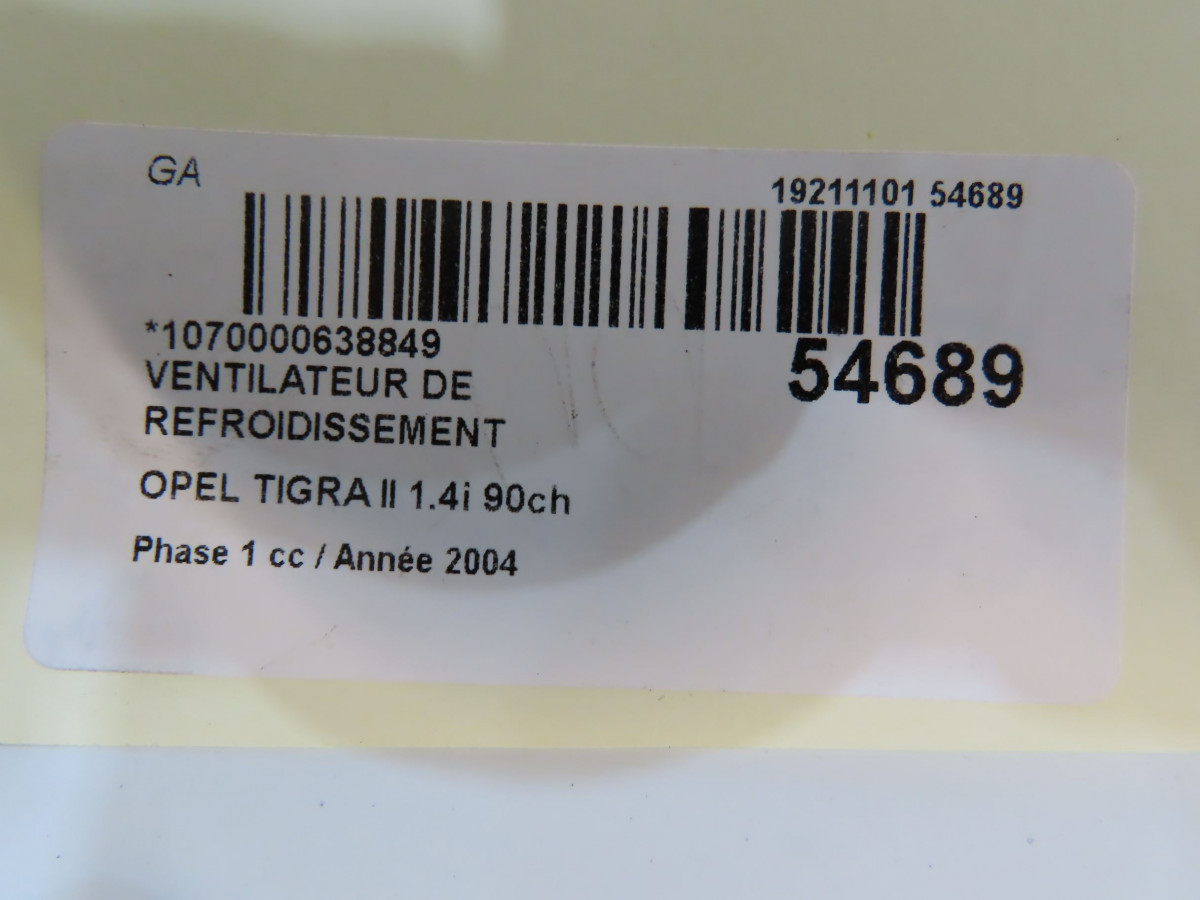 GA
19211101 54689
*1070000638849
54689
VENTILATEUR DE
REFROIDISSEMENT
OPEL TIGRA II 1.4i 90ch
Phase 1 cc / Année 2004